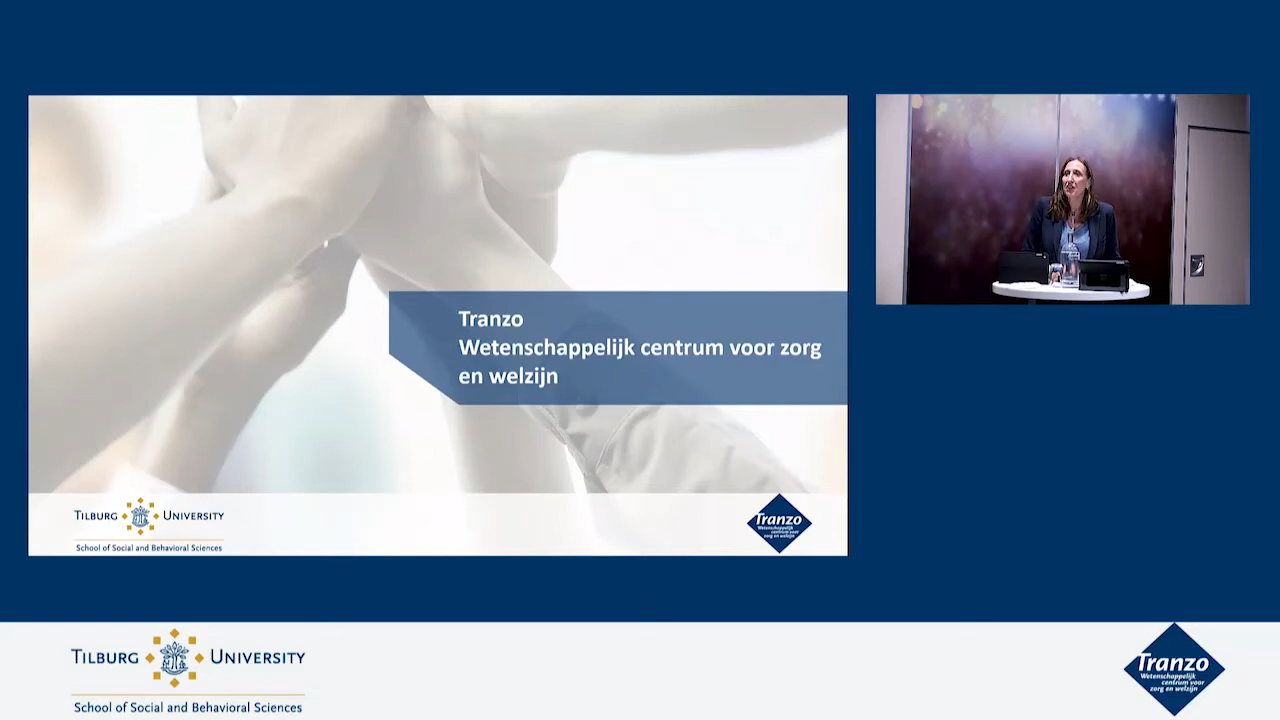 Tranzo
Wetenschappelijk centrum voor zorg
en welzijn
TILBURG UNIVERSITY
School of Social and Behavioral Sciences
Tranzo
Wetenschappelijk
centrum voor
zorg en welzijn
TILBURG UNIVERSITY
School of Social and Behavioral Sciences
Tranzo
Wetenschappelijk
centrum voor
zorg en welzijn